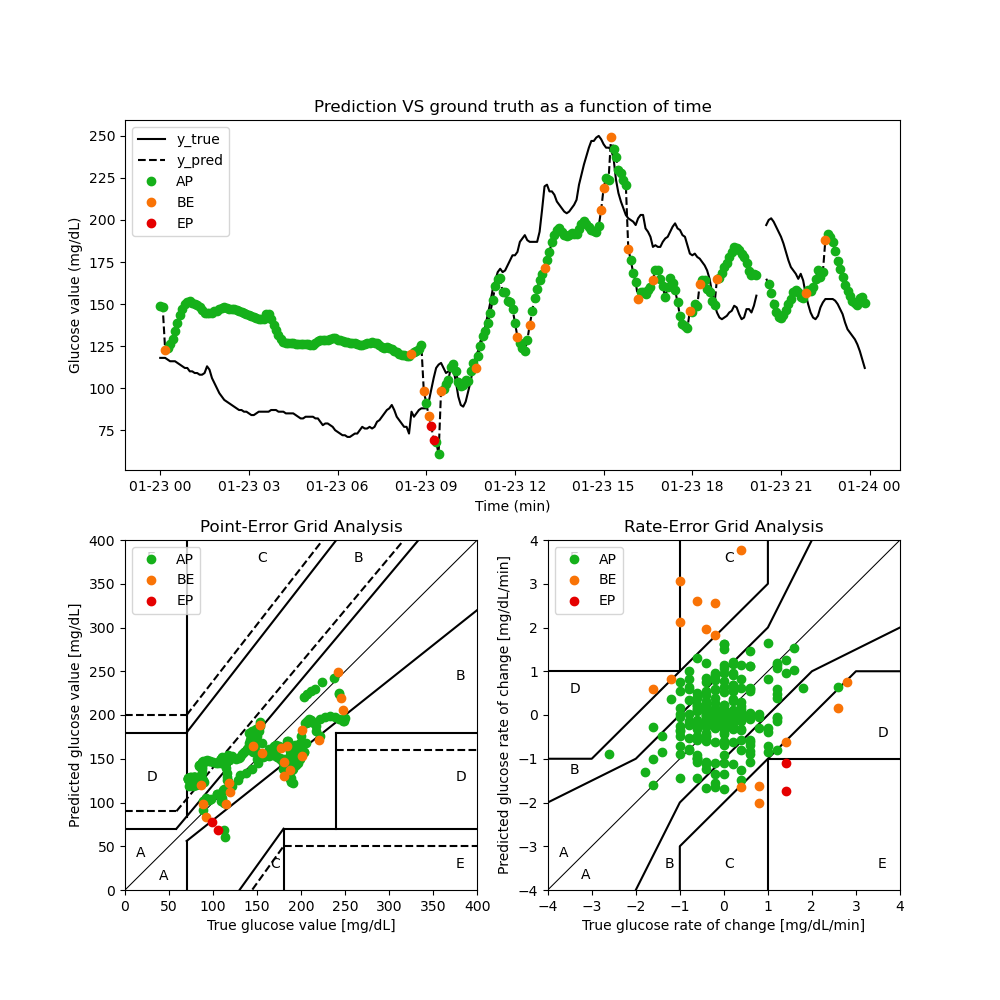 Prediction VS ground truth as a function of time
Glucose value (mg/dL)
250
225
200
175
150
125
100
75
y_true
y_pred
AP
BE
EP
01-23 00 01-23 03 01-23 06 01-23 09 01-23 12 01-23 15 01-23 18 01-23 21 01-24 00
Time (min)
Point-Error Grid Analysis
Predicted glucose value [mg/dL]
400
350
300
250
200
150
100
50
0
AP
BE
EP
C
B
B
D
D
A
A
C
E
0 50 100 150 200 250 300 350 400
True glucose value [mg/dL]
Rate-Error Grid Analysis
Predicted glucose rate of change [mg/dL/min]
4
3
2
1
0
−1
−2
−3
−4
AP
BE
EP
C
D
D
B
A
A
B
C
E
−4 −3 −2 −1 0 1 2 3 4
True glucose rate of change [mg/dL/min]